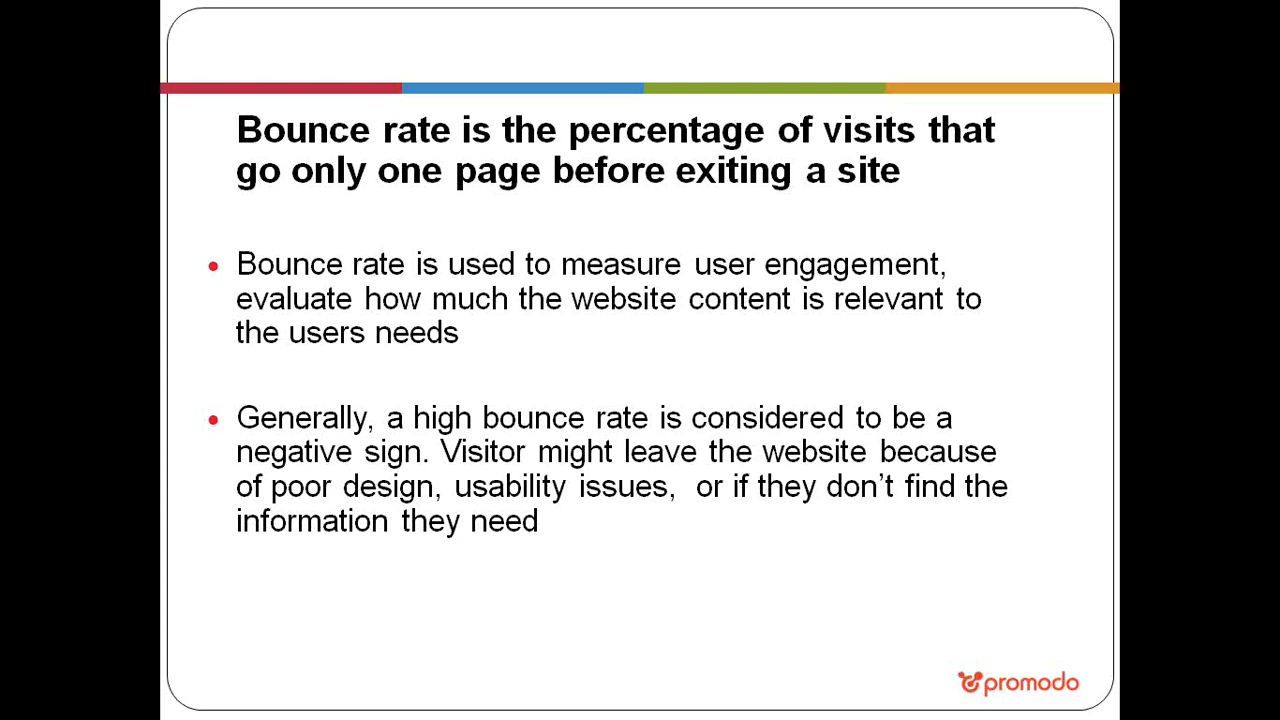 Bounce rate is the percentage of visits that
go only one page before exiting a site
Bounce rate is used to measure user engagement,
evaluate how much the website content is relevant to
the users needs
Generally, a high bounce rate is considered to be a
negative sign. Visitor might leave the website because
of poor design, usability issues,  or if they don’t find the
information they need
promodo